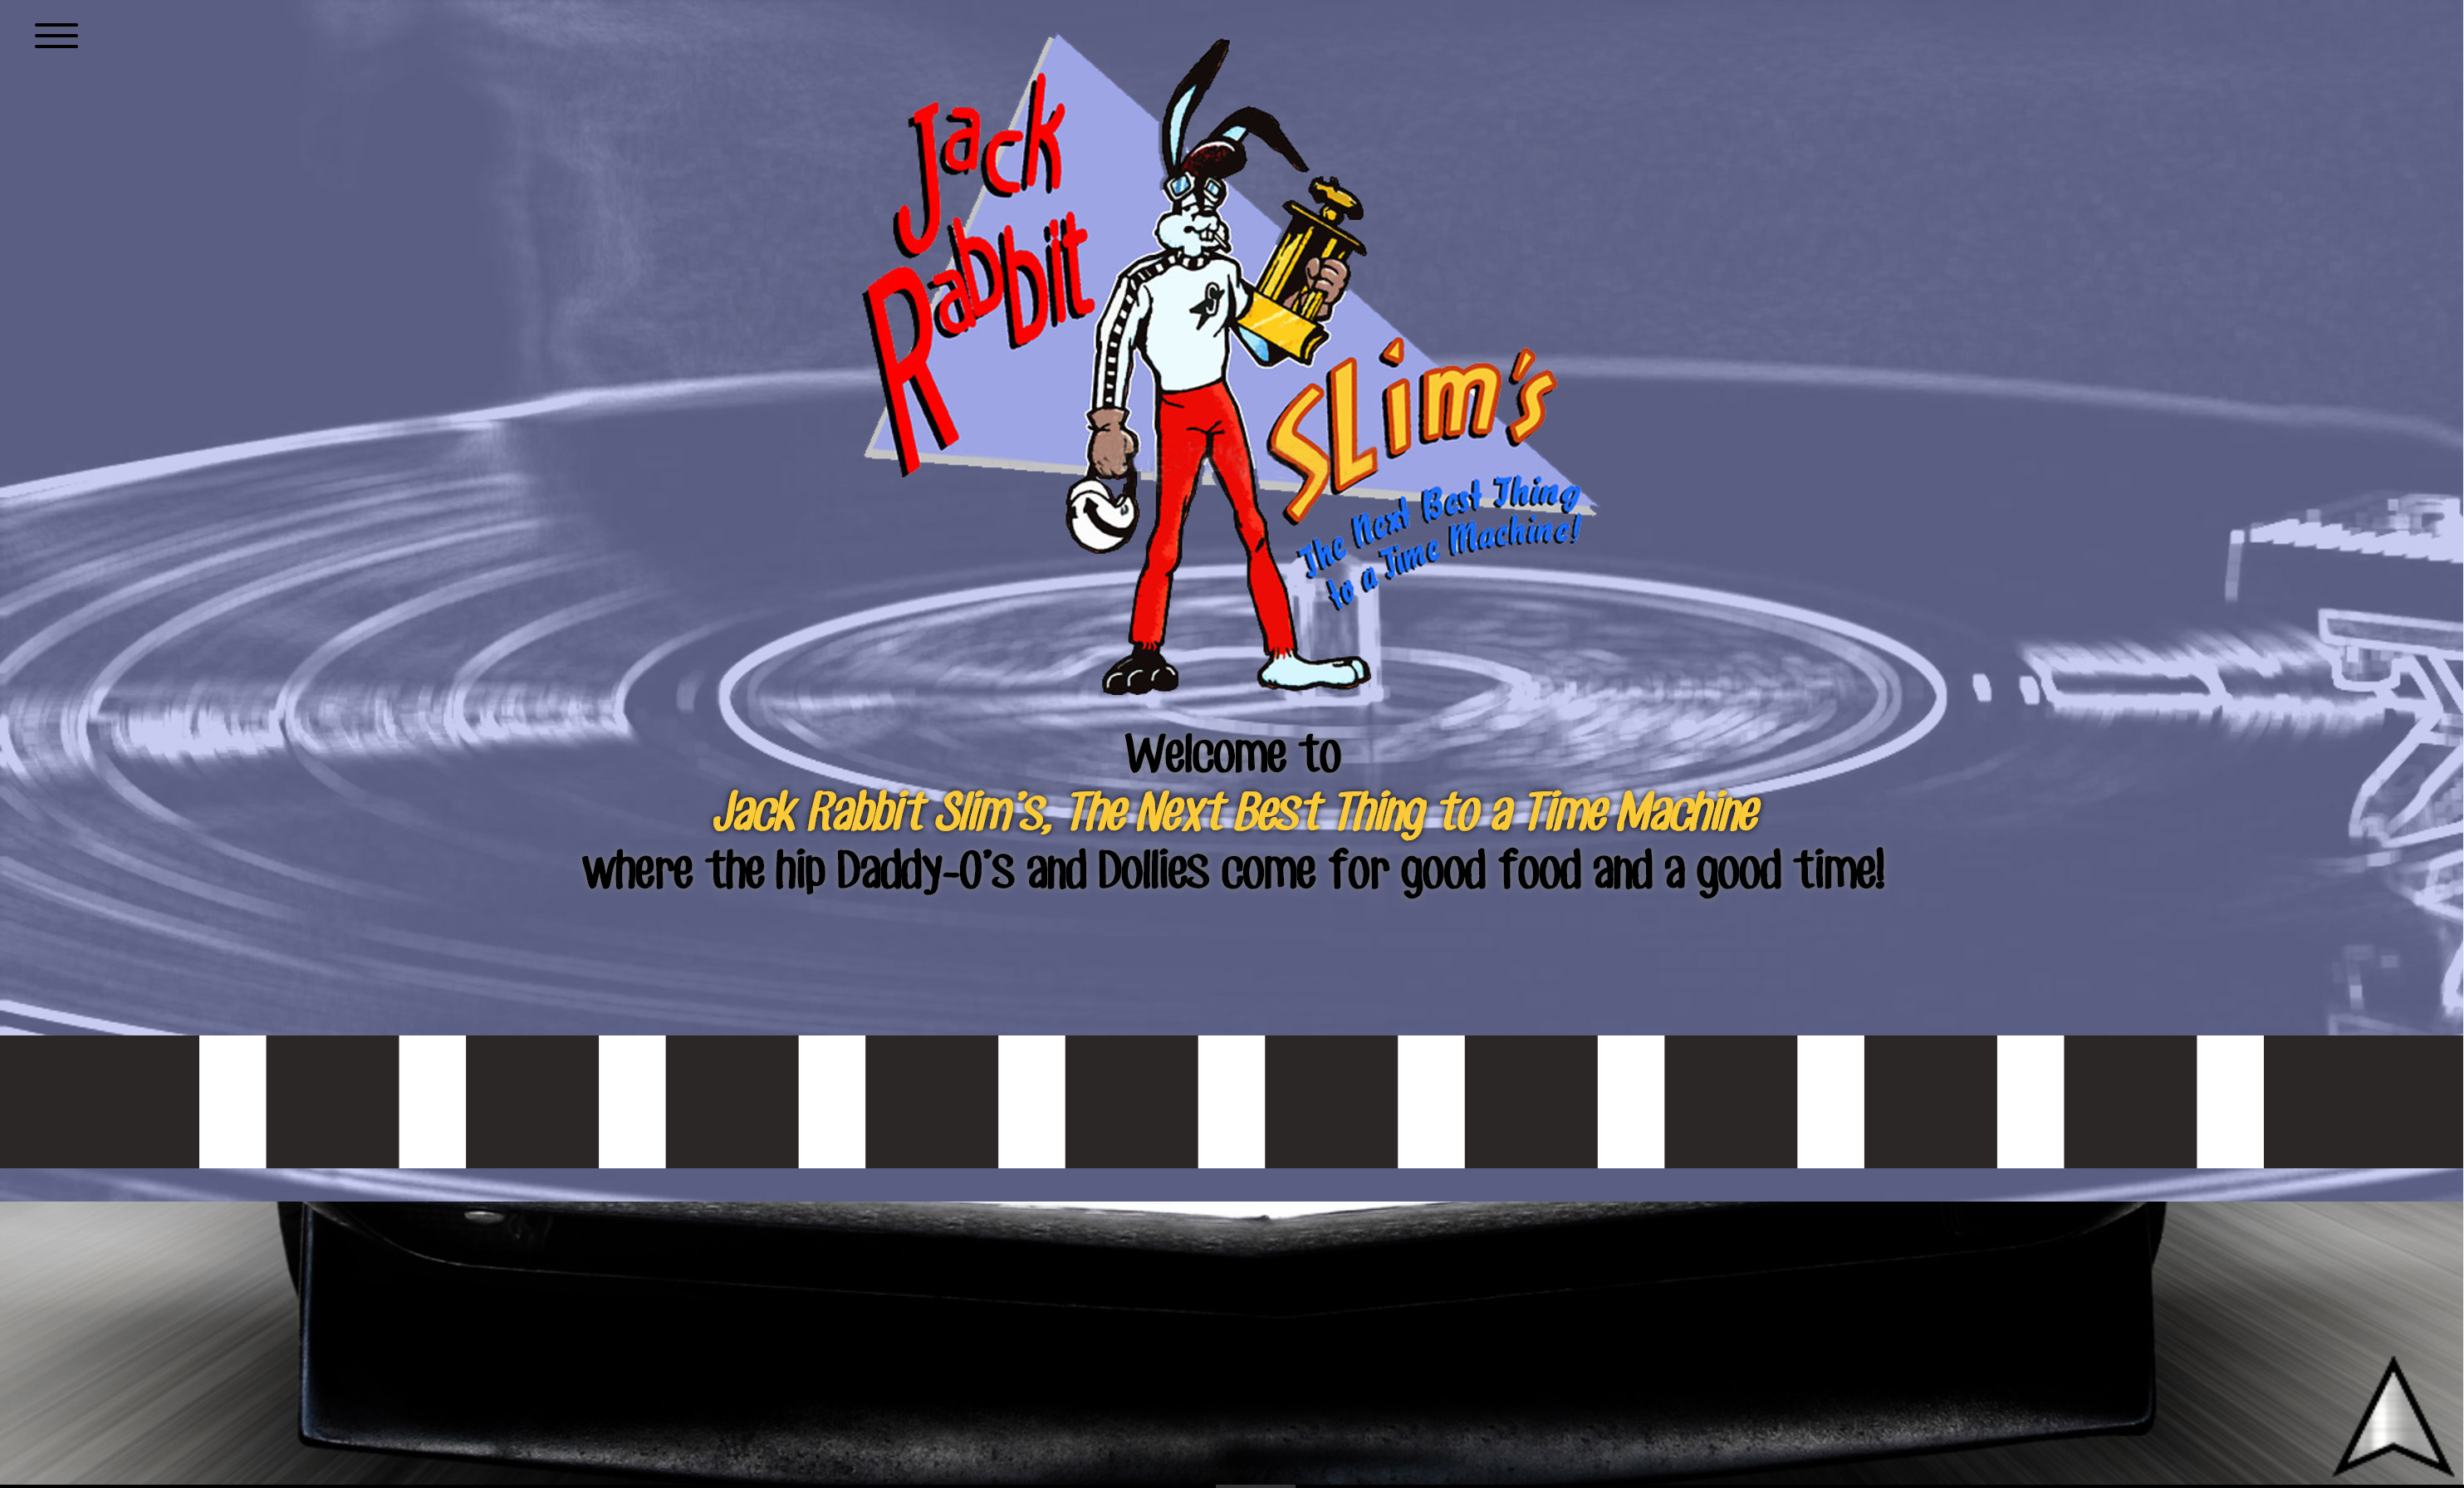 Jack
Rabbit
SLim's
The Next Best Thing
to a Time Machine!
Welcome to
Jack Rabbit Slim's, The Next Best Thing to a Time Machine
where the hip Daddy-O's and Dollies come for good food and a good time!